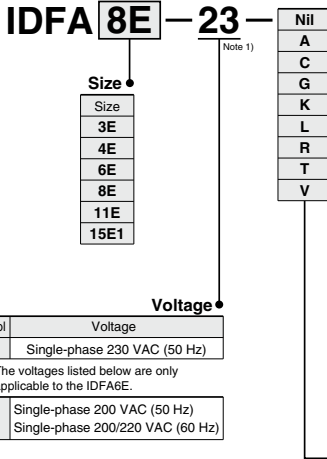 IDFA 8E — 23 —
Note 1)
Nil
A
C
G
K
L
R
T
V
Size
Size
3E
4E
6E
8E
11E
15E1
Voltage
Voltage
Single-phase 230 VAC (50 Hz)
The voltages listed below are only
applicable to the IDFA6E.
Single-phase 200 VAC (50 Hz)
Single-phase 200/220 VAC (60 Hz)